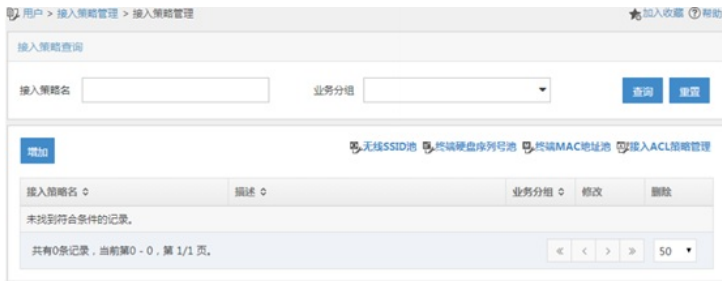 用户 > 接入策略管理 > 接入策略管理 加入收藏 帮助
接入策略查询
接入策略名 业务分组 查询 重置
增加 无线SSID池 终端硬盘序列号池 终端MAC地址池 接入ACL策略管理
接入策略名 描述 业务分组 修改 删除
未找到符合条件的记录。
共有0条记录，当前第0 - 0，第 1/1 页。 « < > » 50